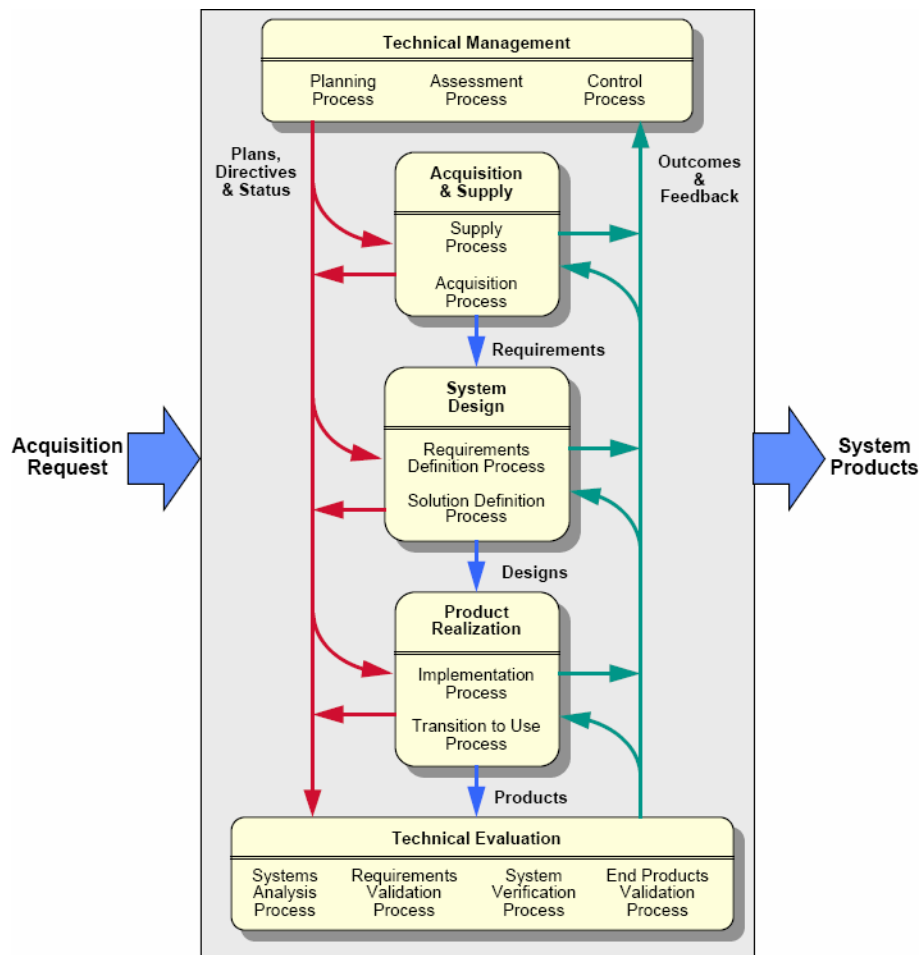 Technical Management
Planning
Process
Assessment
Process
Control
Process
Plans,
Directives
& Status
Outcomes
&
Feedback
Acquisition
& Supply
Supply
Process
Acquisition
Process
Requirements
System
Design
Requirements
Definition Process
Solution Definition
Process
Acquisition
Request
System
Products
Designs
Product
Realization
Implementation
Process
Transition to Use
Process
Products
Technical Evaluation
Systems
Analysis
Process
Requirements
Validation
Process
System
Verification
Process
End Products
Validation
Process